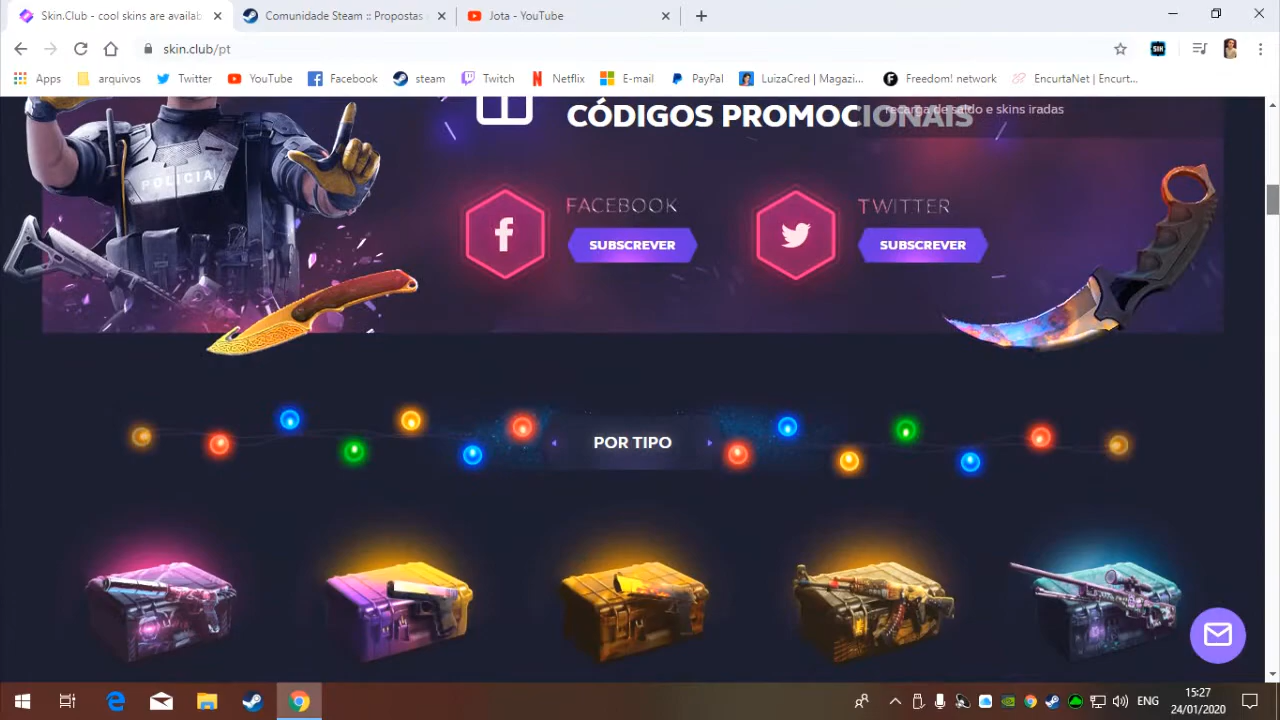 Skin.Club - cool skins are availab
Comunidade Steam :: Propostas
Jota - YouTube
skin.club/pt
SIH
Apps
arquivos
Twitter
YouTube
Facebook
steam
Twitch
Netflix
E-mail
PayP
LuizaCred | Magazi...
Freedom! network
EncurtaNet | Encurt...
recarga de saldo e skins iradas
CÓDIGOS PROMOCIONAIS
POLICIA
FACEBOOK
SUBSCREVER
TWITTER
SUBSCREVER
POR TIPO
ENG
15:27
24/01/2020